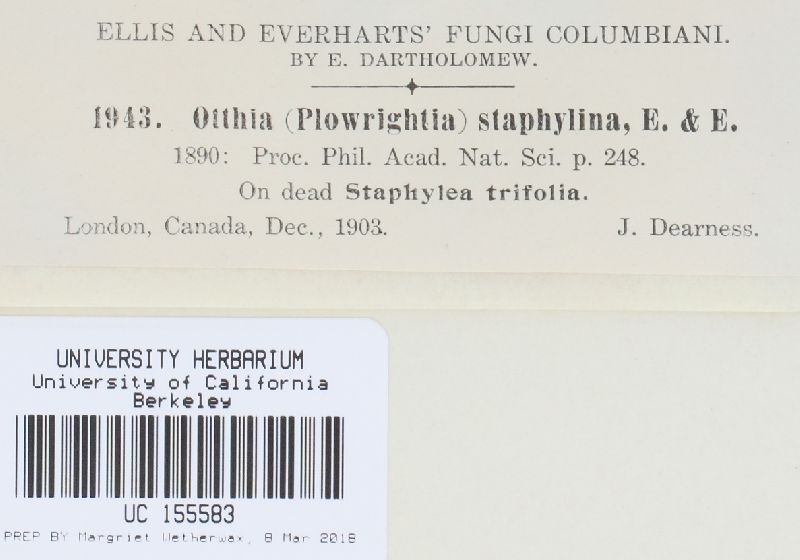 ELLIS AND EVERHARTS' FUNGI COLUMBIANI.
BY E. DARTHOLOMEW.
1943. Otthia (Plowrightia) staphylina, E. & E.
1890: Proc. Phil. Acad. Nat. Sci. p. 248.
On dead Staphylea trifolia.
London, Canada, Dec., 1903. J. Dearness.
UNIVERSITY HERBARIUM
University of California
Berkeley
UC 155583
PREP BY Margriet Wetherwax, 8 Mar 2018